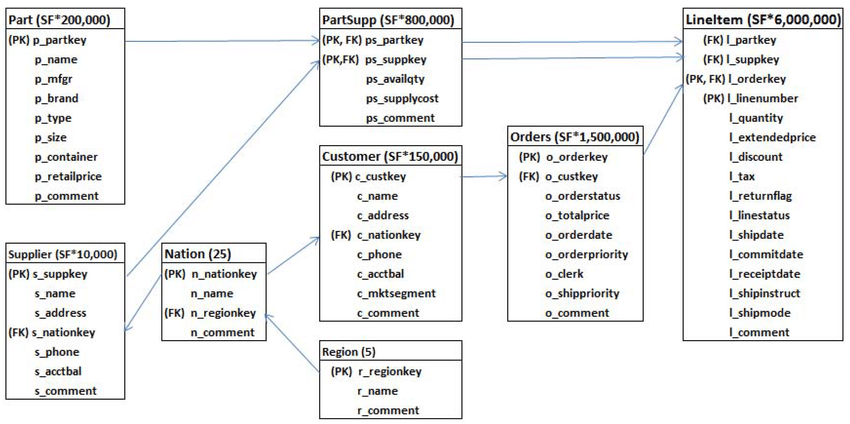 Part (SF*200,000)
(PK) p_partkey
p_name
p_mfgr
p_brand
p_type
p_size
p_container
p_retailprice
p_comment
PartSupp (SF*800,000)
(PK, FK) ps_partkey
(PK,FK) ps_suppkey
ps_availqty
ps_supplycost
ps_comment
LineItem (SF*6,000,000)
(FK) l_partkey
(FK) l_suppkey
(PK, FK) l_orderkey
(PK) l_linenumber
l_quantity
l_extendedprice
l_discount
l_tax
l_returnflag
l_linestatus
l_shipdate
l_commitdate
l_receiptdate
l_shipinstruct
l_shipmode
l_comment
Orders (SF*1,500,000)
(PK) o_orderkey
(FK) o_custkey
o_orderstatus
o_totalprice
o_orderdate
o_orderpriority
o_clerk
o_shippriority
o_comment
Customer (SF*150,000)
(PK) c_custkey
c_name
c_address
(FK) c_nationkey
c_phone
c_acctbal
c_mktsegment
c_comment
Supplier (SF*10,000)
(PK) s_suppkey
s_name
s_address
(FK) s_nationkey
s_phone
s_acctbal
s_comment
Nation (25)
(PK) n_nationkey
n_name
(FK) n_regionkey
n_comment
Region (5)
(PK) r_regionkey
r_name
r_comment